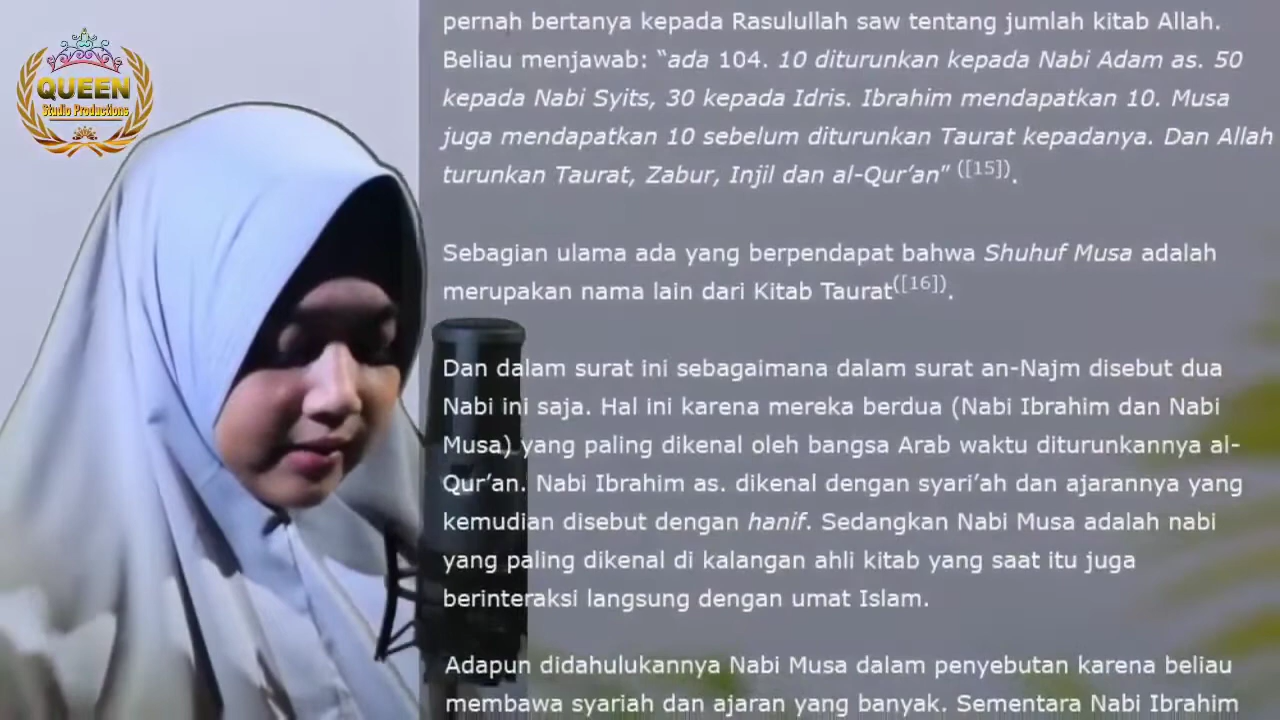 QUEEN
Studio Productions
pernah bertanya kepada Rasulullah saw tentang jumlah kitab Allah.
Beliau menjawab: “ada 104. 10 diturunkan kepada Nabi Adam as. 50
kepada Nabi Syits, 30 kepada Idris. Ibrahim mendapatkan 10. Musa
juga mendapatkan 10 sebelum diturunkan Taurat kepadanya. Dan Allah
turunkan Taurat, Zabur, Injil dan al-Qur’an” ([15]).
Sebagian ulama ada yang berpendapat bahwa Shuhuf Musa adalah
merupakan nama lain dari Kitab Taurat([16]).
Dan dalam surat ini sebagaimana dalam surat an-Najm disebut dua
Nabi ini saja. Hal ini karena mereka berdua (Nabi Ibrahim dan Nabi
Musa) yang paling dikenal oleh bangsa Arab waktu diturunkannya al-
Qur’an. Nabi Ibrahim as. dikenal dengan syari’ah dan ajarannya yang
kemudian disebut dengan hanif. Sedangkan Nabi Musa adalah nabi
yang paling dikenal di kalangan ahli kitab yang saat itu juga
berinteraksi langsung dengan umat Islam.
Adapun didahulukannya Nabi Musa dalam penyebutan karena beliau
membawa syariah dan ajaran yang banyak. Sementara Nabi Ibrahim